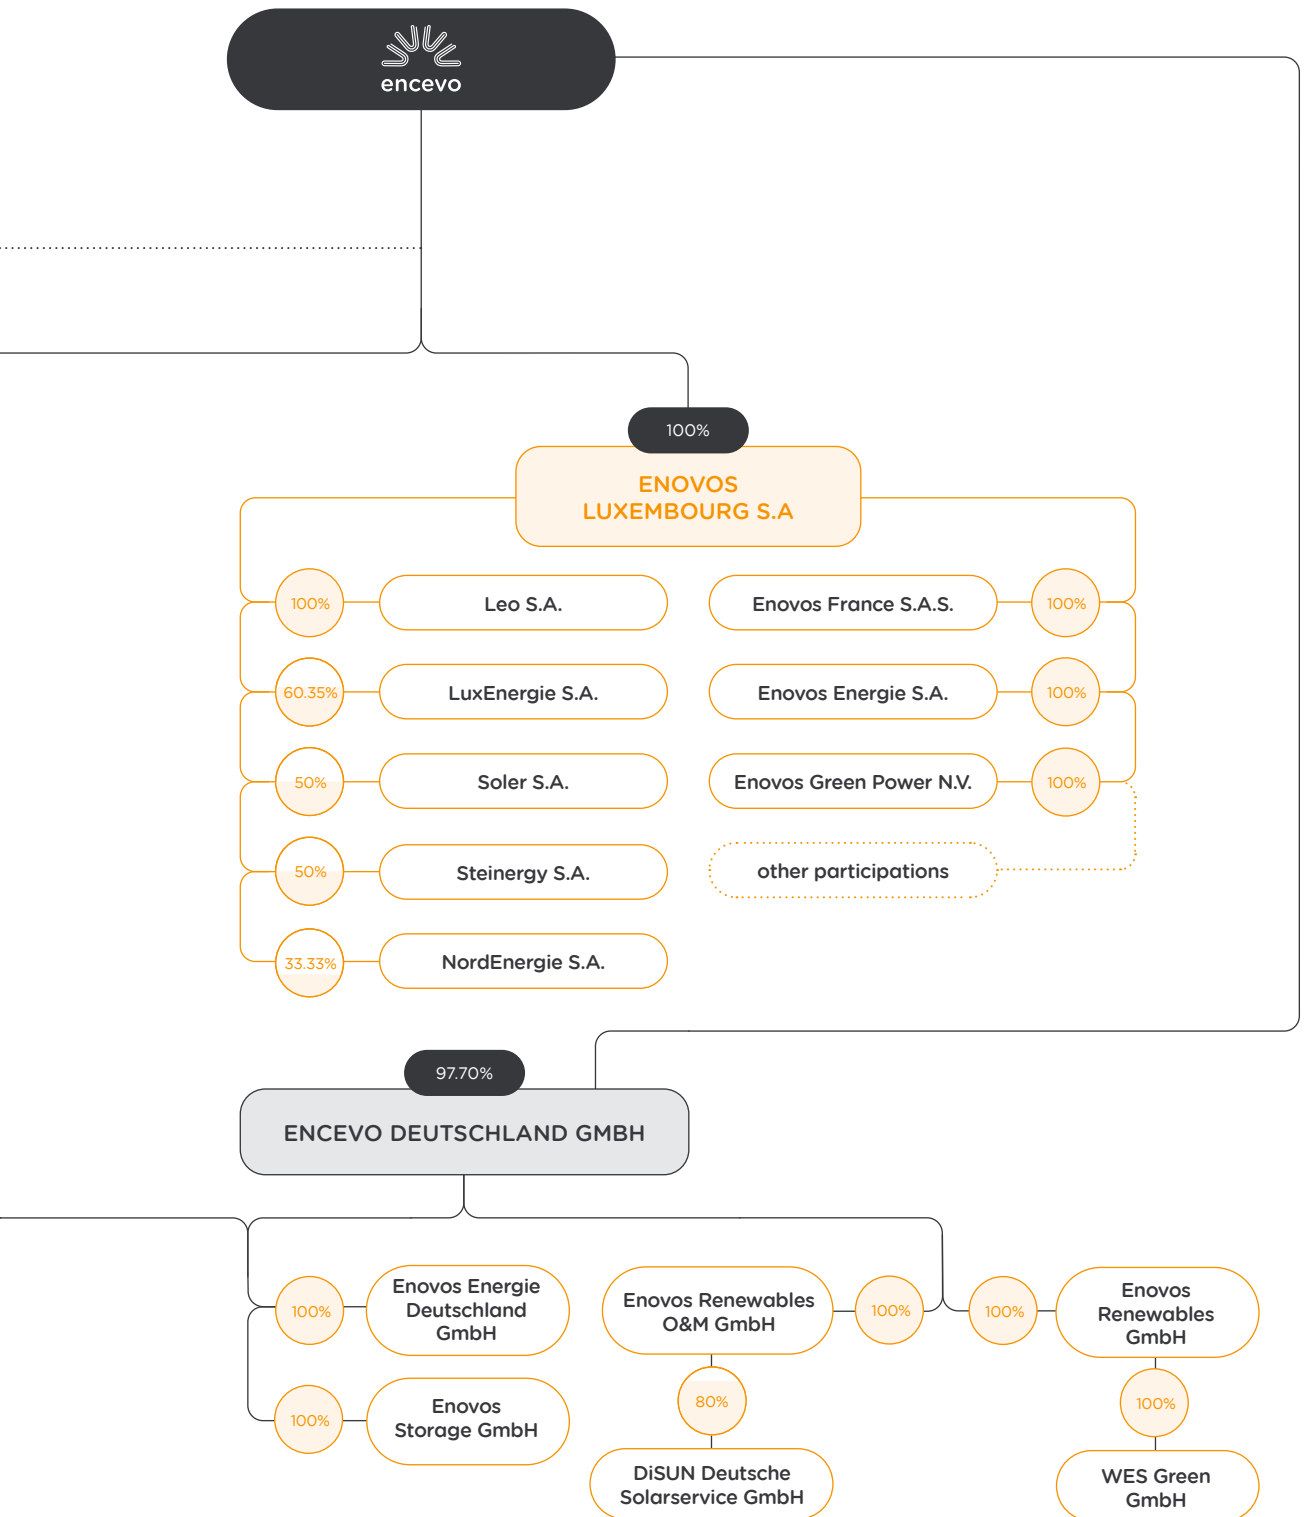 encevo
100%
ENOVOS
LUXEMBOURG S.A
100%
Leo S.A.
Enovos France S.A.S.
100%
60.35%
LuxEnergie S.A.
Enovos Energie S.A.
100%
50%
Soler S.A.
Enovos Green Power N.V.
100%
50%
Steinergy S.A.
other participations
33.33%
NordEnergie S.A.
97.70%
ENCEVO DEUTSCHLAND GMBH
100%
Enovos Energie
Deutschland
GmbH
Enovos Renewables
O&M GmbH
100%
100%
Enovos
Renewables
GmbH
100%
Enovos
Storage GmbH
80%
100%
DiSUN Deutsche
Solarservice GmbH
WES Green
GmbH